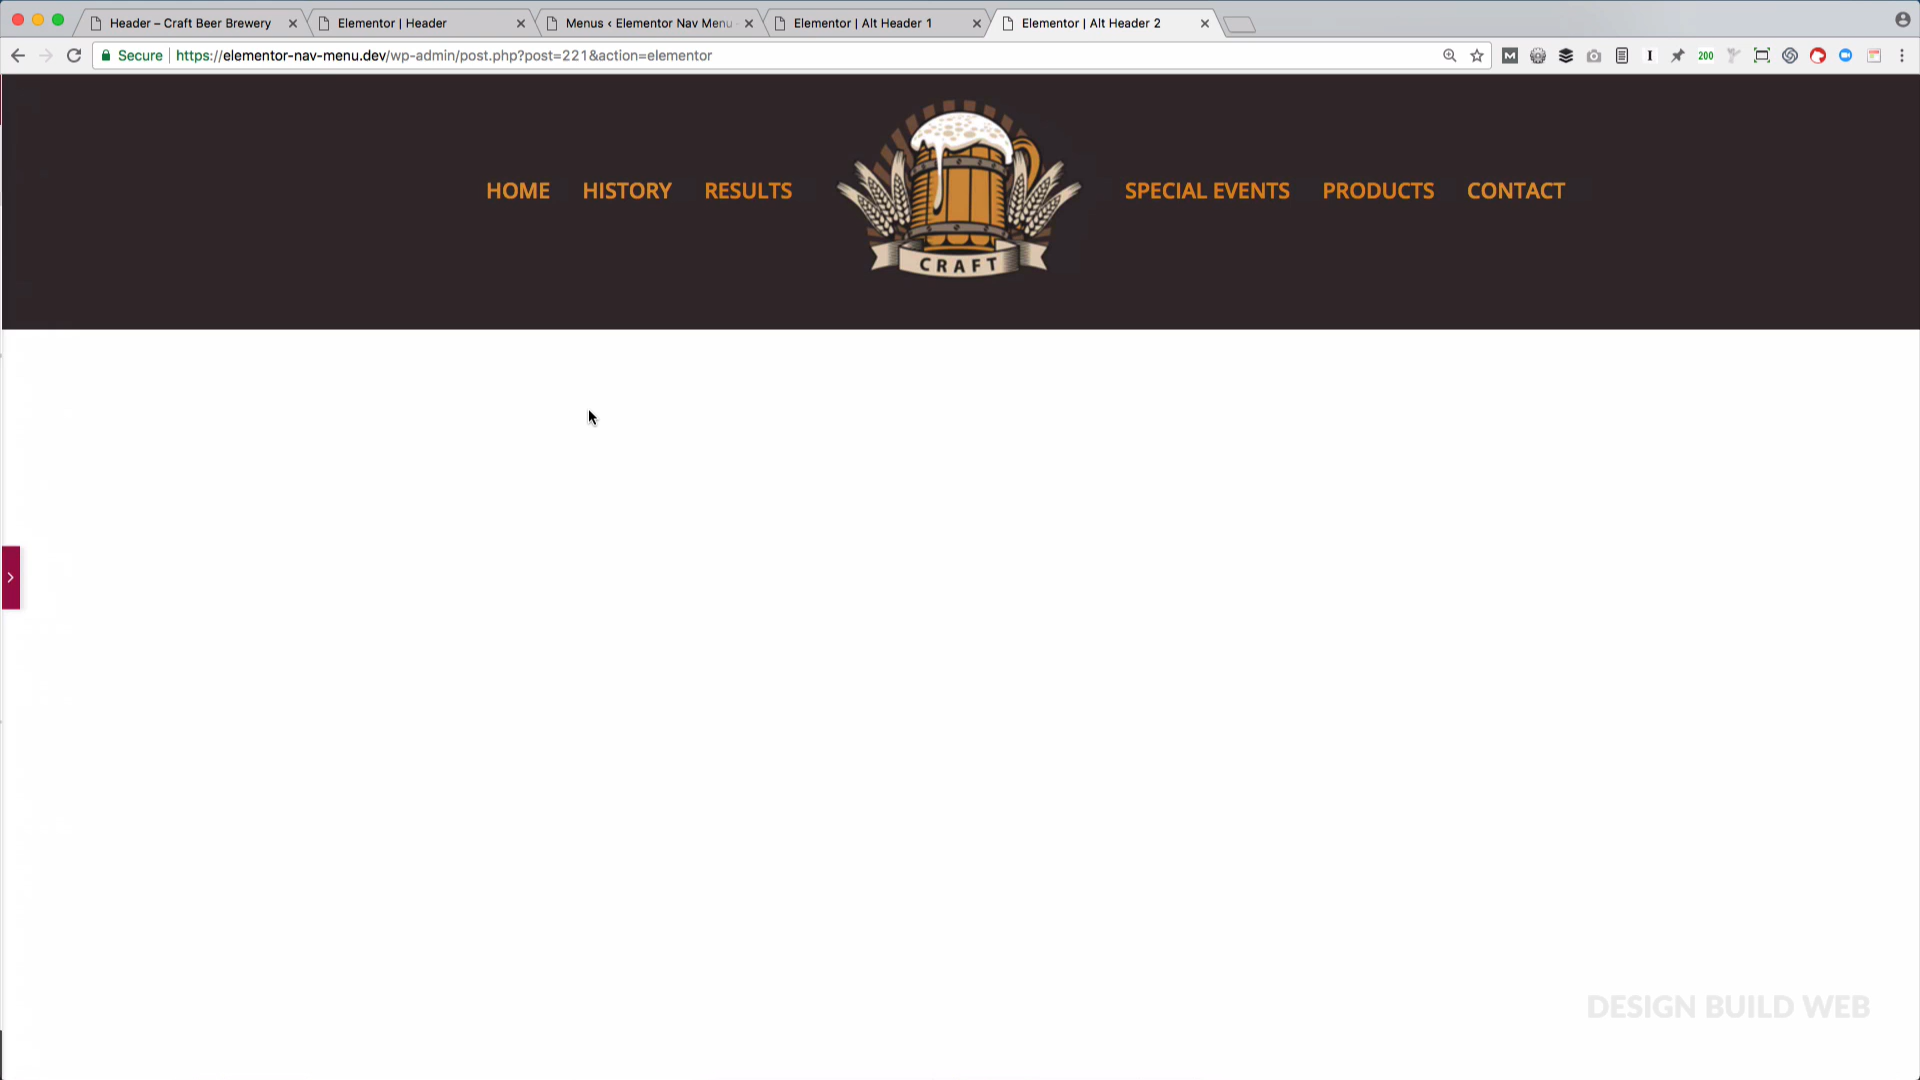 Header – Craft Beer Brewery
Elementor | Header
Menus ‹ Elementor Nav Menu
Elementor | Alt Header 1
Elementor | Alt Header 2
Secure
https://elementor-nav-menu.dev/wp-admin/post.php?post=221&action=elementor
200
HOME HISTORY RESULTS
CRAFT
SPECIAL EVENTS PRODUCTS CONTACT
DESIGN BUILD WEB